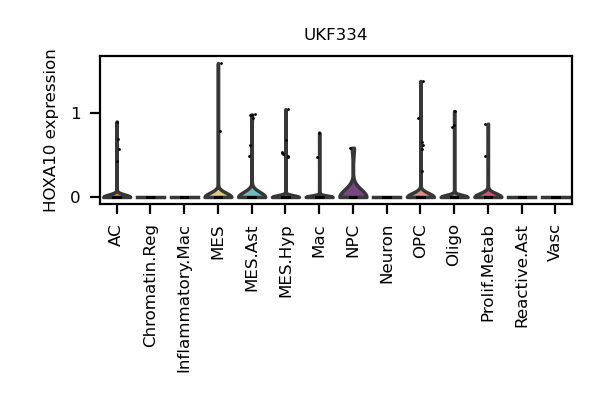 UKF334
HOXA10 expression
1
0
AC
Chromatin.Reg
Inflammatory.Mac
MES
MES.Ast
MES.Hyp
Mac
NPC
Neuron
OPC
Oligo
Prolif.Metab
Reactive.Ast
Vasc